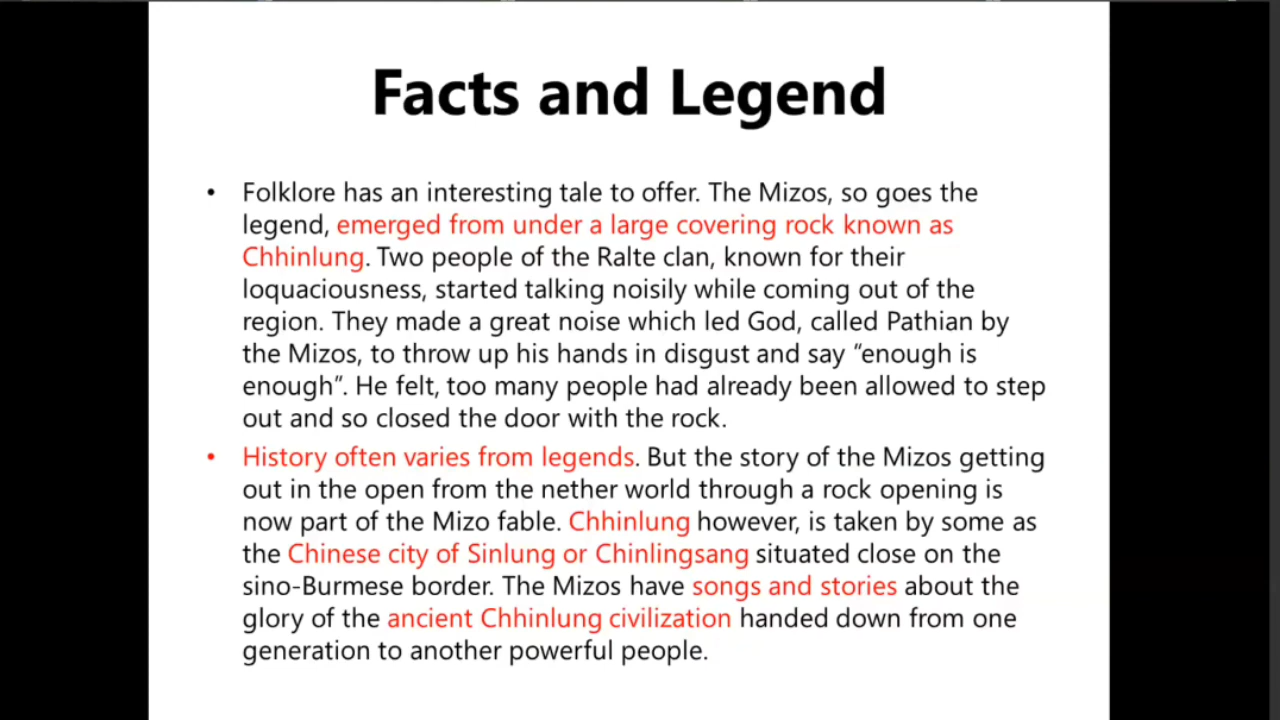 Facts and Legend
• Folklore has an interesting tale to offer. The Mizos, so goes the
legend, emerged from under a large covering rock known as
Chhinlung. Two people of the Ralte clan, known for their
loquaciousness, started talking noisily while coming out of the
region. They made a great noise which led God, called Pathian by
the Mizos, to throw up his hands in disgust and say “enough is
enough”. He felt, too many people had already been allowed to step
out and so closed the door with the rock.
• History often varies from legends. But the story of the Mizos getting
out in the open from the nether world through a rock opening is
now part of the Mizo fable. Chhinlung however, is taken by some as
the Chinese city of Sinlung or Chinlingsang situated close on the
sino-Burmese border. The Mizos have songs and stories about the
glory of the ancient Chhinlung civilization handed down from one
generation to another powerful people.